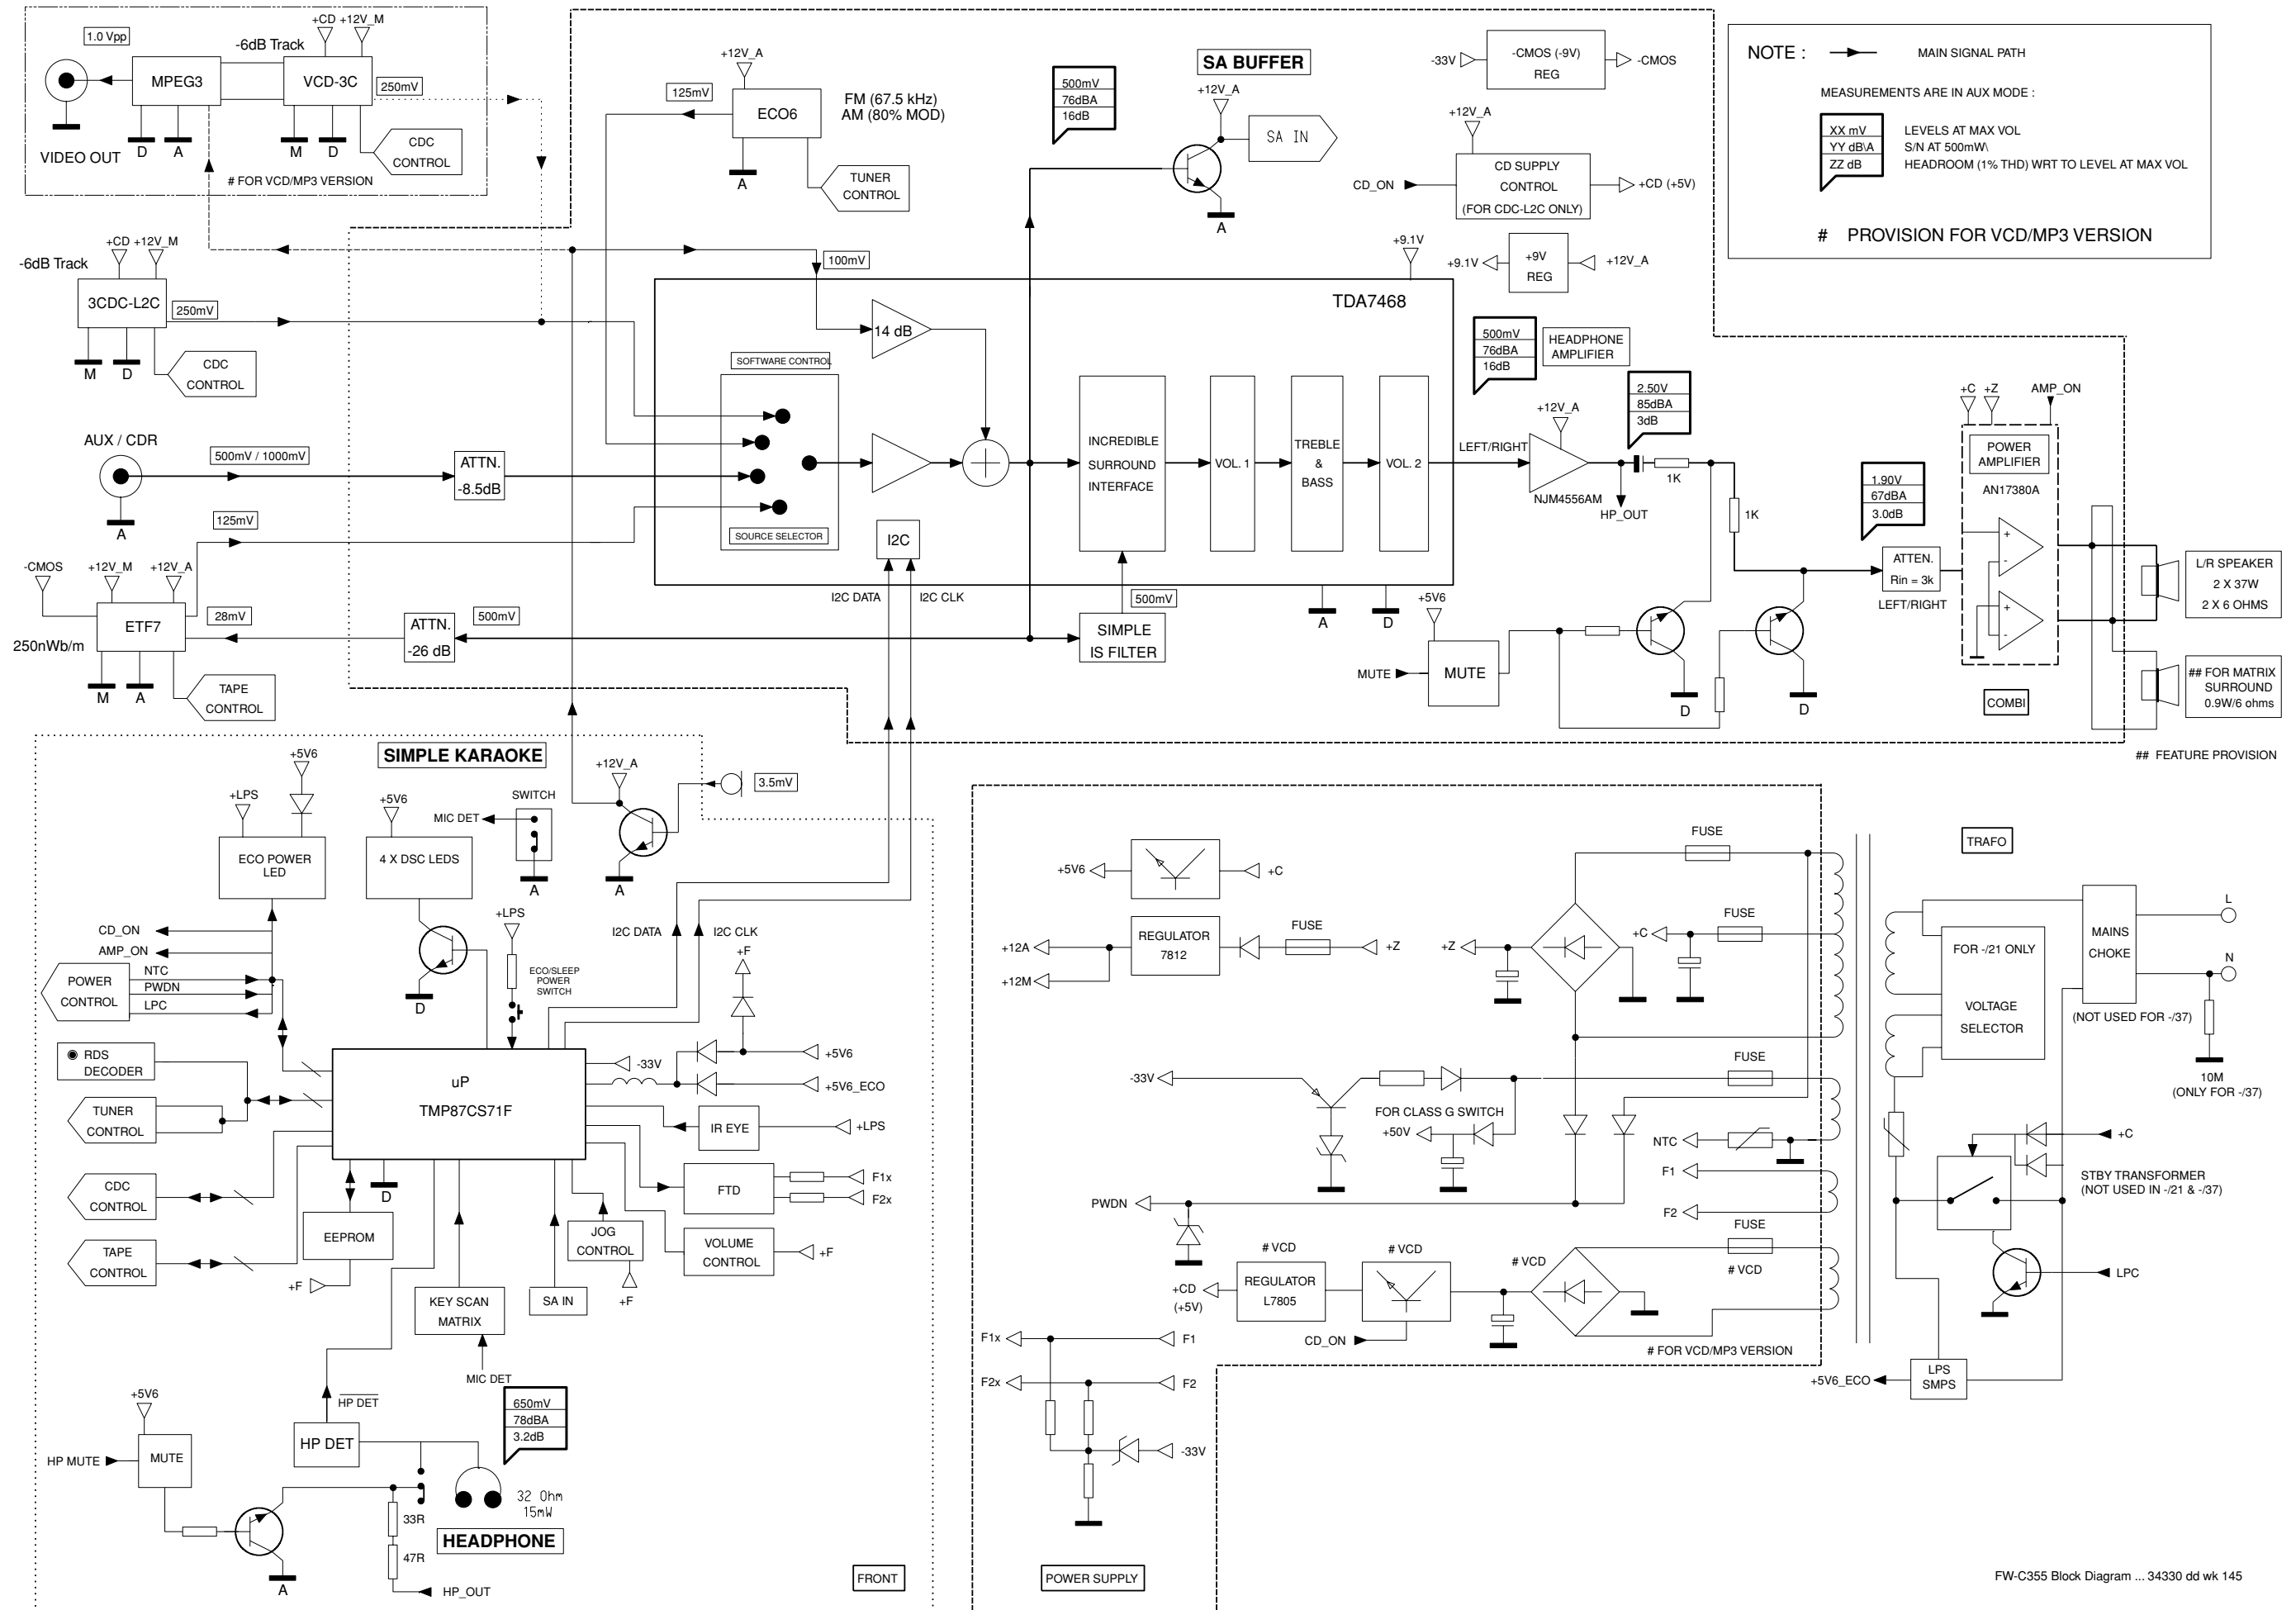 1.0 Vpp
+CD +12V_M
-6dB Track
MPEG3
VCD-3C
250mV
VIDEO OUT
D
A
M
D
CDC
CONTROL
# FOR VCD/MP3 VERSION
+12V_A
125mV
ECO6
FM (67.5 kHz)
AM (80% MOD)
A
TUNER
CONTROL
500mV
76dBA
16dB
SA BUFFER
+12V_A
SA IN
A
-33V
-CMOS (-9V)
REG
-CMOS
+12V_A
CD_ON
CD SUPPLY
CONTROL
(FOR CDC-L2C ONLY)
+CD (+5V)
+9.1V
+9.1V
+9V
REG
+12V_A
NOTE :
MAIN SIGNAL PATH
MEASUREMENTS ARE IN AUX MODE :
XX mV
YY dB\A
ZZ dB
LEVELS AT MAX VOL
S/N AT 500mW\
HEADROOM (1% THD) WRT TO LEVEL AT MAX VOL
# PROVISION FOR VCD/MP3 VERSION
+CD +12V_M
-6dB Track
3CDC-L2C
250mV
M
D
CDC
CONTROL
100mV
TDA7468
14 dB
SOFTWARE CONTROL
SOURCE SELECTOR
INCREDIBLE
SURROUND
INTERFACE
VOL. 1
TREBLE
&
BASS
VOL. 2
I2C
I2C DATA
I2C CLK
A
D
AUX / CDR
500mV / 1000mV
A
ATTN.
-8.5dB
125mV
-CMOS
+12V_M
+12V_A
28mV
ETF7
250nWb/m
M
A
TAPE
CONTROL
ATTN.
-26 dB
500mV
500mV
SIMPLE
IS FILTER
500mV
76dBA
16dB
HEADPHONE
AMPLIFIER
+12V_A
LEFT/RIGHT
NJM4556AM
HP_OUT
2.50V
85dBA
3dB
1K
1K
+5V6
MUTE
MUTE
D
D
1.90V
67dBA
3.0dB
ATTEN.
Rin = 3k
LEFT/RIGHT
+C
+Z
AMP_ON
POWER
AMPLIFIER
AN17380A
+
-
+
-
COMBI
L/R SPEAKER
2 X 37W
2 X 6 OHMS
## FOR MATRIX
SURROUND
0.9W/6 ohms
## FEATURE PROVISION
SIMPLE KARAOKE
+5V6
+LPS
ECO POWER
LED
+5V6
4 X DSC LEDS
D
SWITCH
MIC DET
A
+12V_A
A
3.5mV
CD_ON
AMP_ON
POWER
CONTROL
NTC
PWDN
LPC
+LPS
ECO/SLEEP
POWER
SWITCH
I2C DATA
I2C CLK
+F
RDS
DECODER
TUNER
CONTROL
CDC
CONTROL
TAPE
CONTROL
uP
TMP87CS71F
-33V
+5V6
+5V6_ECO
IR EYE
+LPS
FTD
F1x
F2x
VOLUME
CONTROL
+F
D
EEPROM
+F
KEY SCAN
MATRIX
MIC DET
SA IN
JOG
CONTROL
+F
HP DET
HP DET
+5V6
HP MUTE
MUTE
A
650mV
78dBA
3.2dB
32 Ohm
15mW
33R
47R
HEADPHONE
HP_OUT
FRONT
+5V6
+C
+12A
+12M
REGULATOR
7812
FUSE
+Z
+Z
FUSE
+C
FUSE
-33V
FOR CLASS G SWITCH
+50V
FUSE
NTC
F1
F2
PWDN
# VCD
REGULATOR
L7805
+CD
(+5V)
# VCD
CD_ON
# VCD
FUSE
# VCD
# FOR VCD/MP3 VERSION
F1x
F1
F2x
F2
-33V
POWER SUPPLY
TRAFO
FOR -/21 ONLY
VOLTAGE
SELECTOR
MAINS
CHOKE
(NOT USED FOR -/37)
L
N
10M
(ONLY FOR -/37)
+C
STBY TRANSFORMER
(NOT USED IN -/21 & -/37)
LPC
LPS
SMPS
+5V6_ECO
FW-C355 Block Diagram ... 34330 dd wk 145